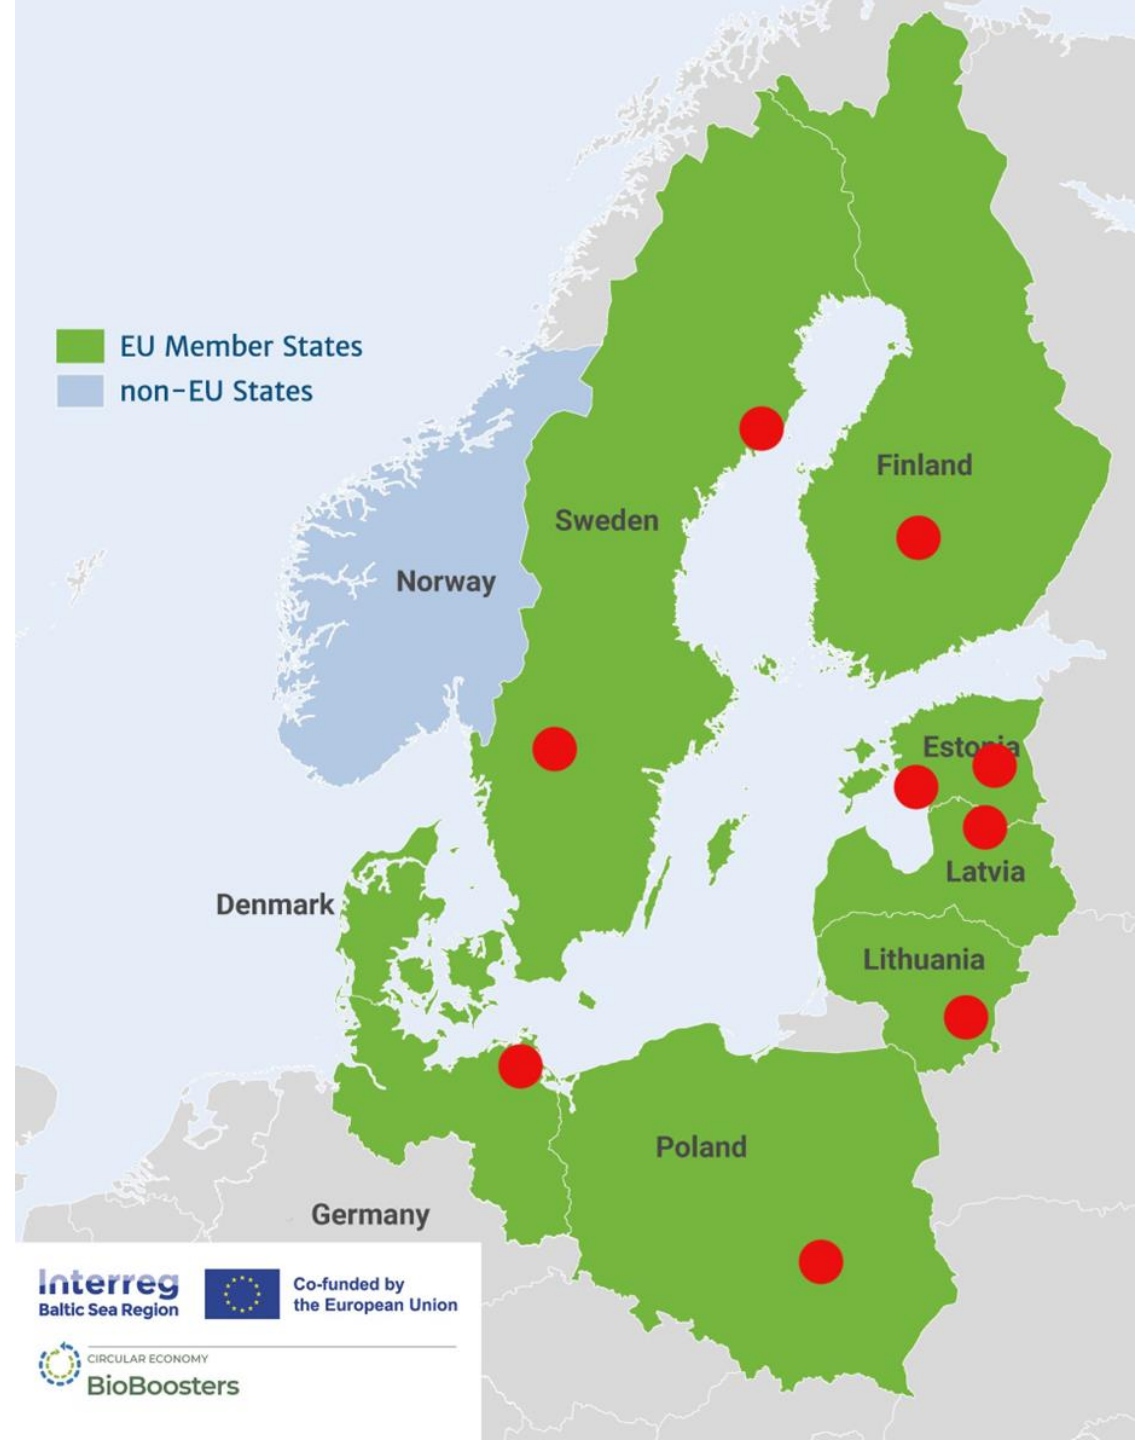 EU Member States
non-EU States
Finland
Sweden
Norway
Estonia
Latvia
Denmark
Lithuania
Poland
Germany
Interreg
Baltic Sea Region
Co-funded by
the European Union
CIRCULAR ECONOMY
BioBoosters